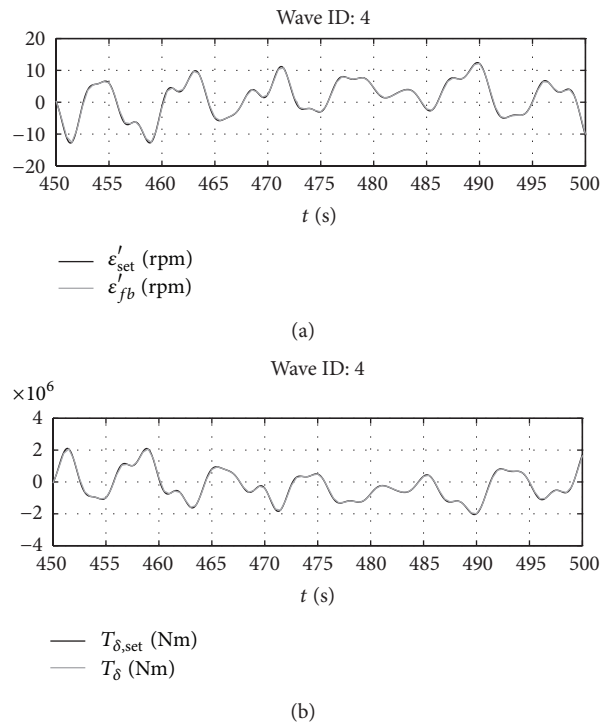 Wave ID: 4
20
10
0
−10
−20
450 455 460 465 470 475 480 485 490 495 500
t (s)
ε′set (rpm)
ε′fb (rpm)
(a)
Wave ID: 4
×10⁶
4
2
0
−2
−4
450 455 460 465 470 475 480 485 490 495 500
t (s)
Tδ,set (Nm)
Tδ (Nm)
(b)